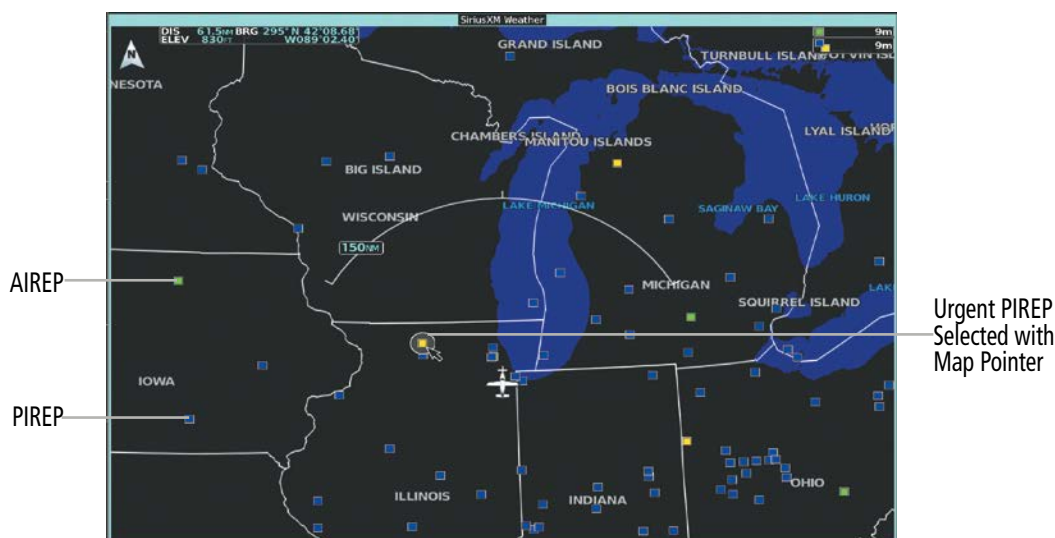 SiriusXM Weather
DIS 61.5NM BRG 295° N 42°08.68'
ELEV 830FT W089°02.40'
9m
9m
N
GRAND ISLAND
TURNBULL ISLAND
NESOTA
BOIS BLANC ISLAND
CHAMBERS ISLAND
MANITOU ISLANDS
LYAL ISLAND
BIG ISLAND
LAKE HURON
LAKE MICHIGAN
SAGINAW BAY
WISCONSIN
150NM
AIREP
MICHIGAN
LAKE
SQUIRREL ISLAND
Urgent PIREP
Selected with
Map Pointer
IOWA
PIREP
OHIO
ILLINOIS
INDIANA